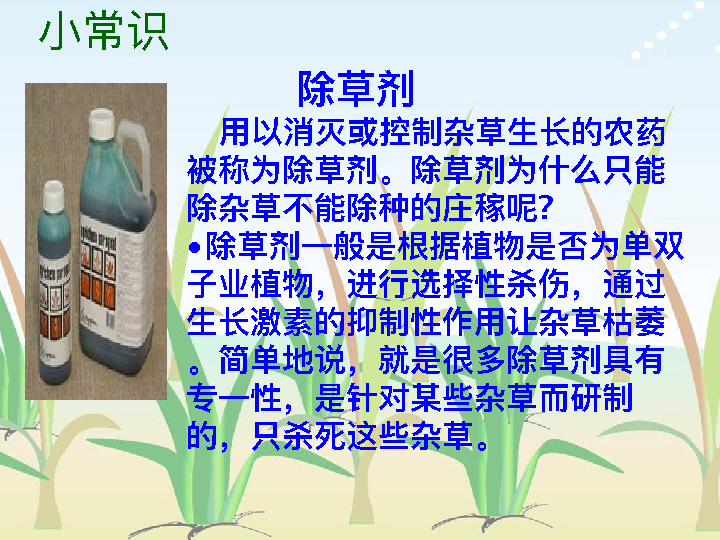 小常识
除草剂
用以消灭或控制杂草生长的农药
被称为除草剂。除草剂为什么只能
除杂草不能除种的庄稼呢?
•除草剂一般是根据植物是否为单双
子业植物，进行选择性杀伤，通过
生长激素的抑制性作用让杂草枯萎
。简单地说，就是很多除草剂具有
专一性，是针对某些杂草而研制
的，只杀死这些杂草。